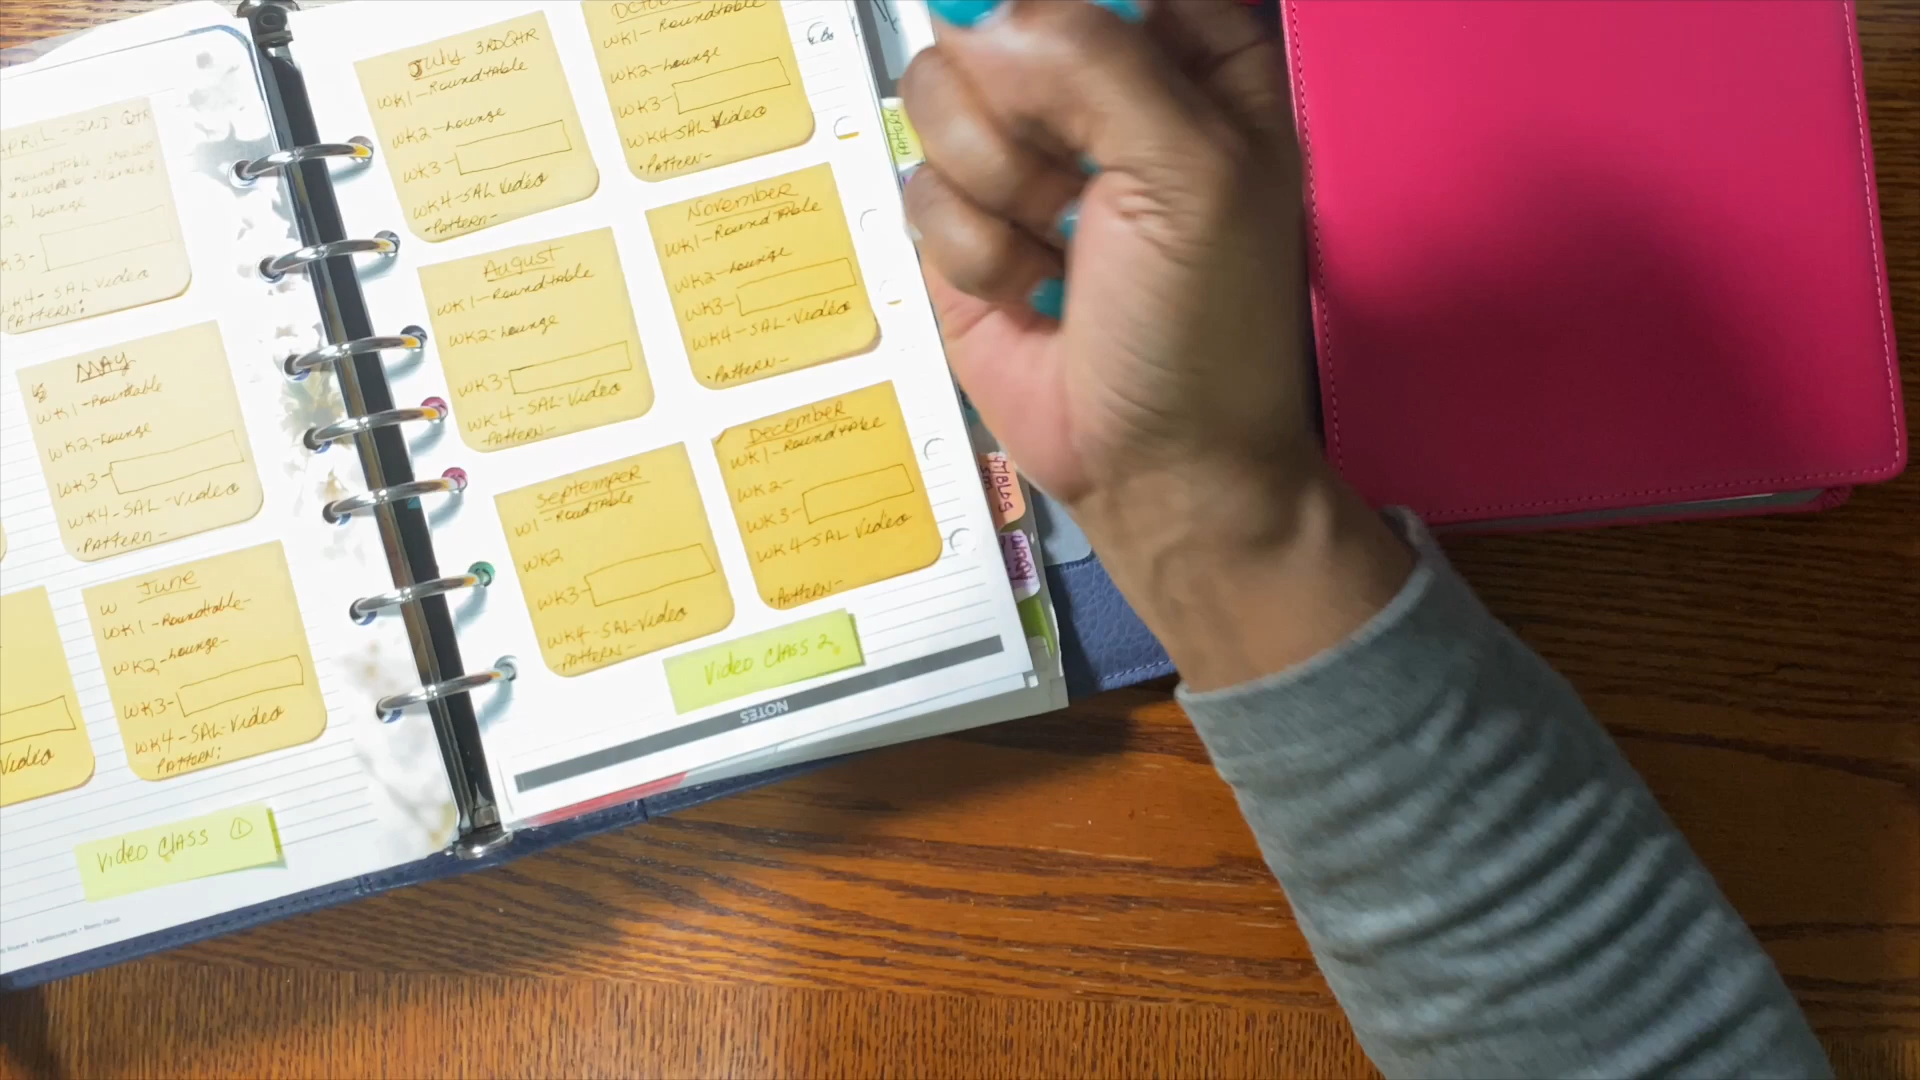 APRIL - 2ND QTR
Lounge
WK3-
WK4- SAL Video
PATTERN:
MAY
WK1-Roundtable
WK2-Lounge
WK3-
WK4-SAL-Video
•PATTERN-
W June
WK1-Roundtable-
WK2-Lounge-
WK3-
WK4-SAL-Video
PATTERN:
Video
Video CLASS 1
July 3RD QTR
WK1-Roundtable
WK2-Lounge
WK3-
WK4-SAL Video
-Pattern-
August
WK1-Roundtable
WK2-Lounge
WK3-
WK4-SAL-Video
-PATTERN-
SEPTEMPER
W1-ROUDTABLE
WK2
WK3-
WK4-SAL-Video
-PATTERN-
WK1- Roundtable
WK2-Lounge
WK3-
WK4-SAL Video
•PATTERN-
November
WK1-RoundTable
WK2-Lounge
WK3-
WK4-SAL-Video
•PATTERN-
December
WK1-Roundtable
WK2-
WK3-
WK4-SAL Video
•PATTERN-
Video CLASS 2
NOTES
PATTERN